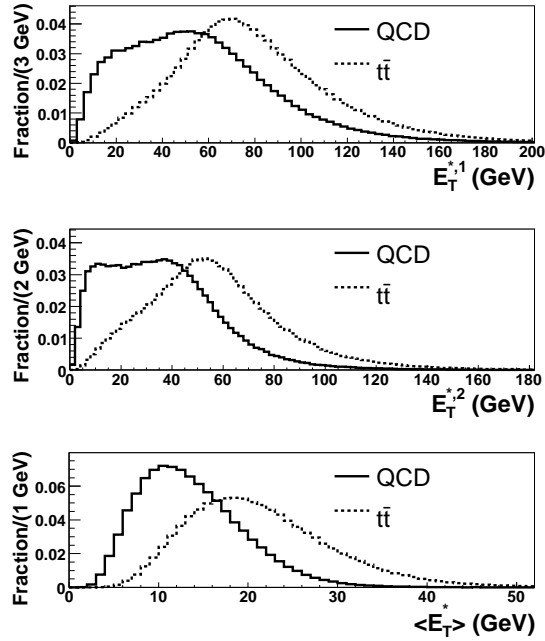 Fraction/(3 GeV)
0.04
0.03
0.02
0.01
0
QCD
tt̄
0 20 40 60 80 100 120 140 160 180 200
E_T^{*,1} (GeV)
Fraction/(2 GeV)
0.04
0.03
0.02
0.01
0
QCD
tt̄
0 20 40 60 80 100 120 140 160 180
E_T^{*,2} (GeV)
Fraction/(1 GeV)
0.06
0.04
0.02
0
QCD
tt̄
0 10 20 30 40 50
<E_T^*> (GeV)